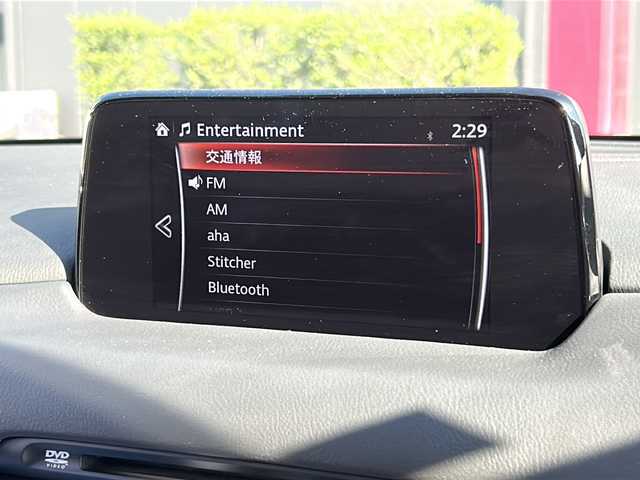 Entertainment 2:29
交通情報
FM
AM
aha
Stitcher
Bluetooth
DVD
VIDEO